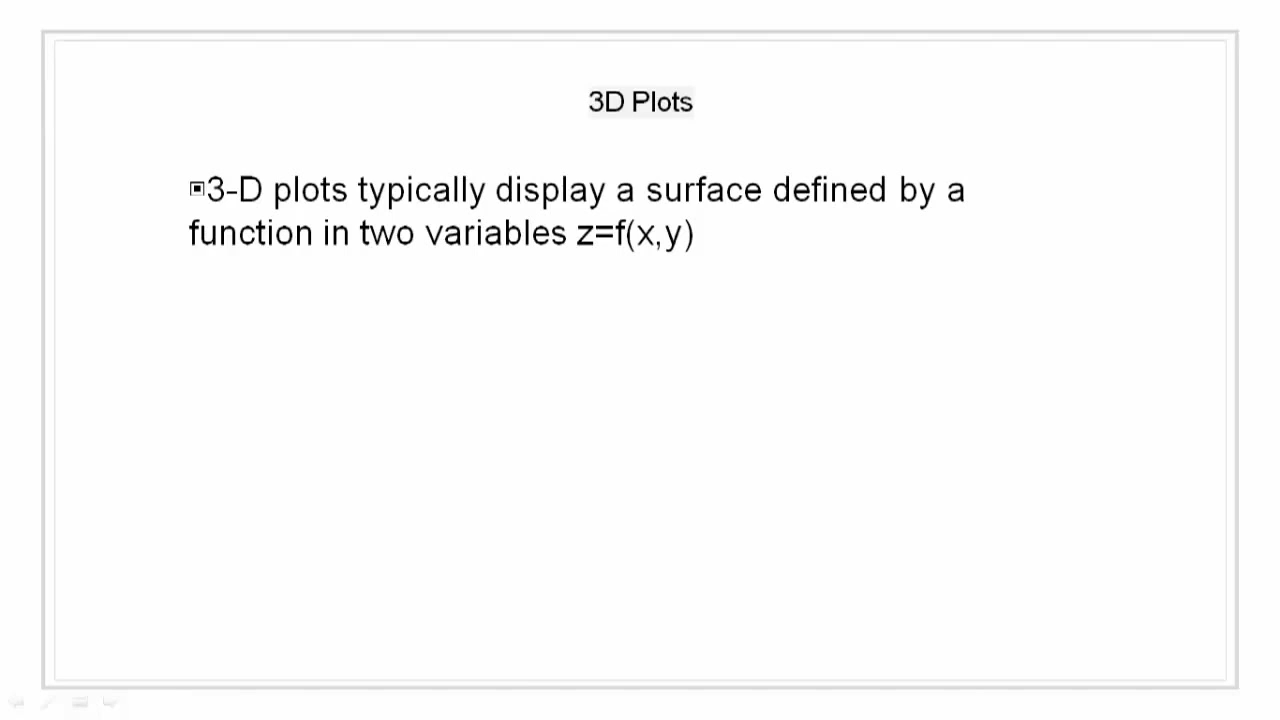 3D Plots
▣3-D plots typically display a surface defined by a
function in two variables z=f(x,y)